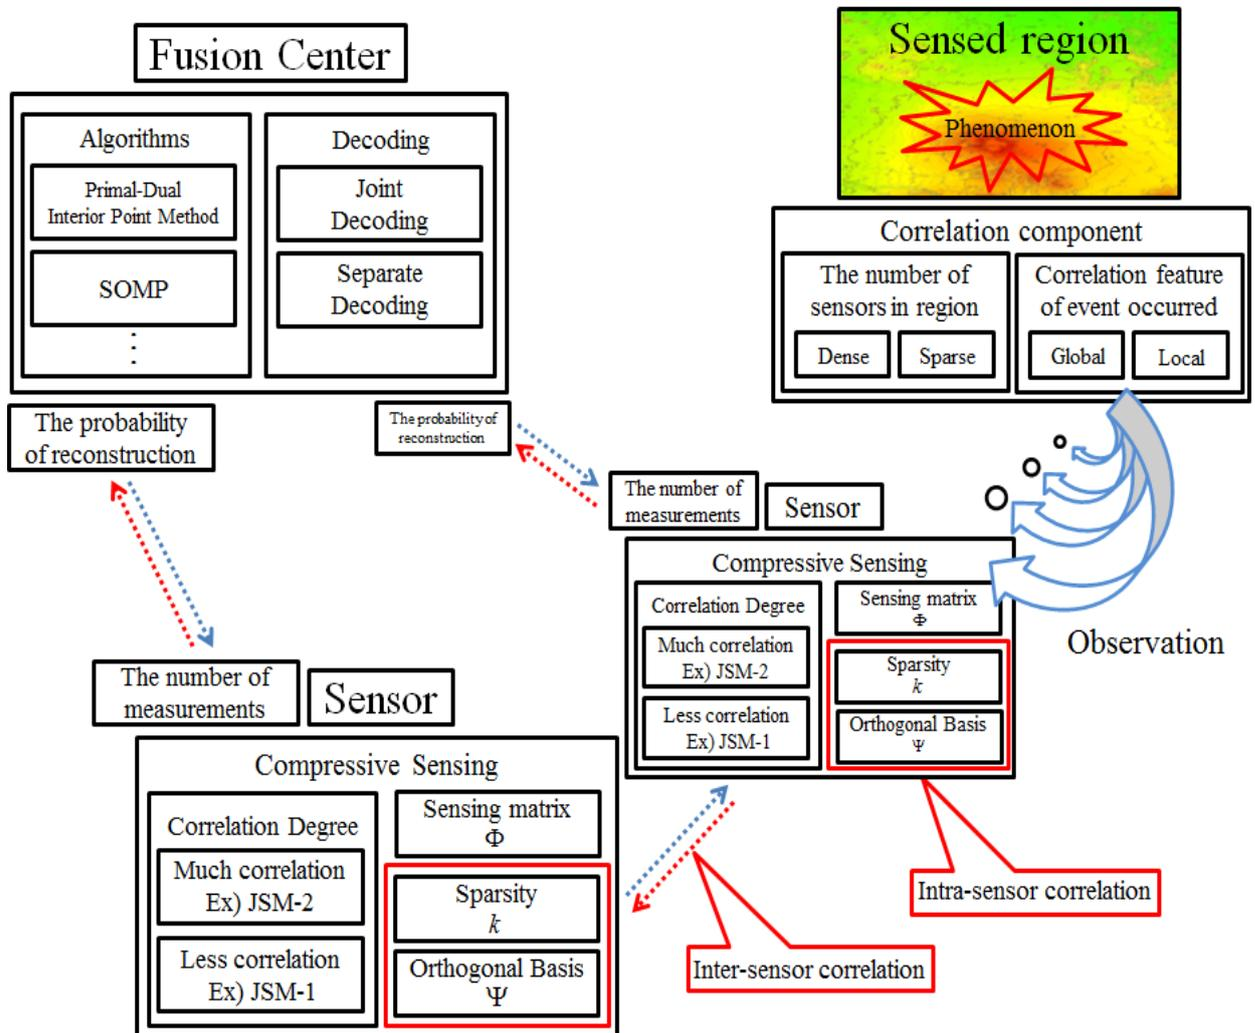 Fusion Center
Algorithms
Primal-Dual
Interior Point Method
SOMP
⋮
Decoding
Joint
Decoding
Separate
Decoding
The probability
of reconstruction
The probability of
reconstruction
Sensed region
Phenomenon
Correlation component
The number of
sensors in region
Dense
Sparse
Correlation feature
of event occurred
Global
Local
Observation
The number of
measurements
Sensor
Compressive Sensing
Correlation Degree
Much correlation
Ex) JSM-2
Less correlation
Ex) JSM-1
Sensing matrix
Φ
Sparsity
k
Orthogonal Basis
Ψ
Intra-sensor correlation
The number of
measurements
Sensor
Compressive Sensing
Correlation Degree
Much correlation
Ex) JSM-2
Less correlation
Ex) JSM-1
Sensing matrix
Φ
Sparsity
k
Orthogonal Basis
Ψ
Inter-sensor correlation